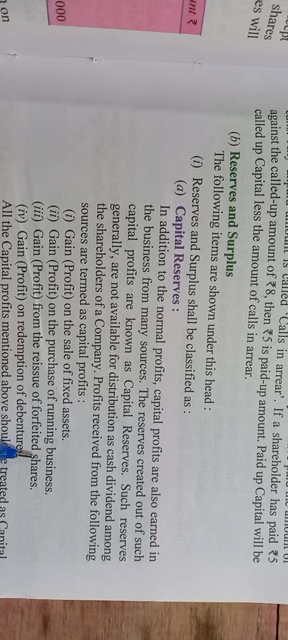 shares
es will
amount is called 'Calls in arrear'. If a shareholder has paid ₹5
against the called-up amount of ₹8, then ₹5 is paid-up amount. Paid up Capital will be
called up Capital less the amount of calls in arrear.
(b) Reserves and Surplus
The following items are shown under this head :
(i) Reserves and Surplus shall be classified as :
(a) Capital Reserves :
In addition to the normal profits, capital profits are also earned in
the business from many sources. The reserves created out of such
capital profits are known as Capital Reserves. Such reserves
generally, are not available for distribution as cash dividend among
the shareholders of a Company. Profits received from the following
sources are termed as capital profits :
(i) Gain (Profit) on the sale of fixed assets.
(ii) Gain (Profit) on the purchase of running business.
(iii) Gain (Profit) from the reissue of forfeited shares.
(iv) Gain (Profit) on redemption of debentures
All the Capital profits mentioned above should be treated as Capital
₹
000
on